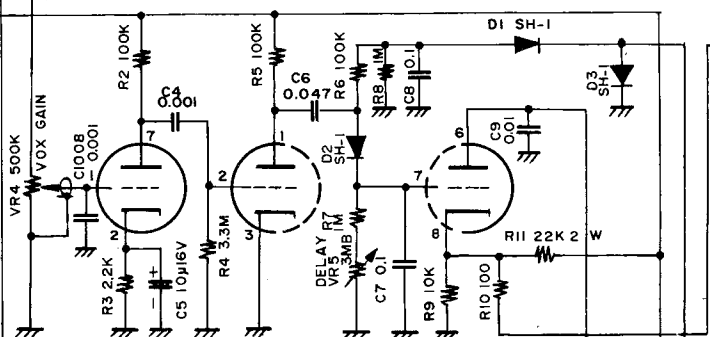 D1 SH-1
R2 100K
C4
0.001
R5 100K
C6
0.047
R6 100K
R8 1M
C8 0.1
D3
SH-1
VR4 500K
VOX GAIN
C1008
0.001
7
1
2
R3 2.2K
C5 10µ16V
+
-
R4 3.3M
1
2
3
D2
SH-1
R7
1M
DELAY
VR5
3MB
C7 0.1
6
7
8
C9
0.01
R11 22K 2 W
R9 10K
R10 100